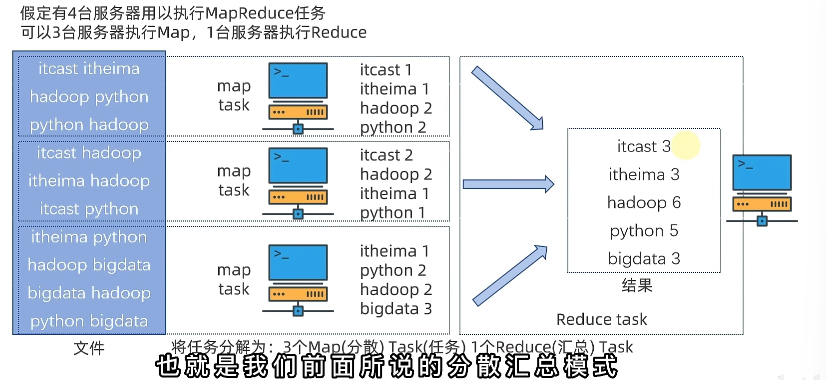 假定有4台服务器用以执行MapReduce任务
可以3台服务器执行Map，1台服务器执行Reduce
itcast itheima
hadoop python
python hadoop
map
task
>_
itcast 1
itheima 1
hadoop 2
python 2
itcast hadoop
itheima hadoop
itcast python
map
task
>_
itcast 2
hadoop 2
itheima 1
python 1
itheima python
hadoop bigdata
bigdata hadoop
python bigdata
map
task
>_
itheima 1
python 2
hadoop 2
bigdata 3
itcast 3
itheima 3
hadoop 6
python 5
bigdata 3
结果
>_
Reduce task
文件
将任务分解为：3个Map(分散) Task(任务) 1个Reduce(汇总) Task
也就是我们前面所说的分散汇总模式